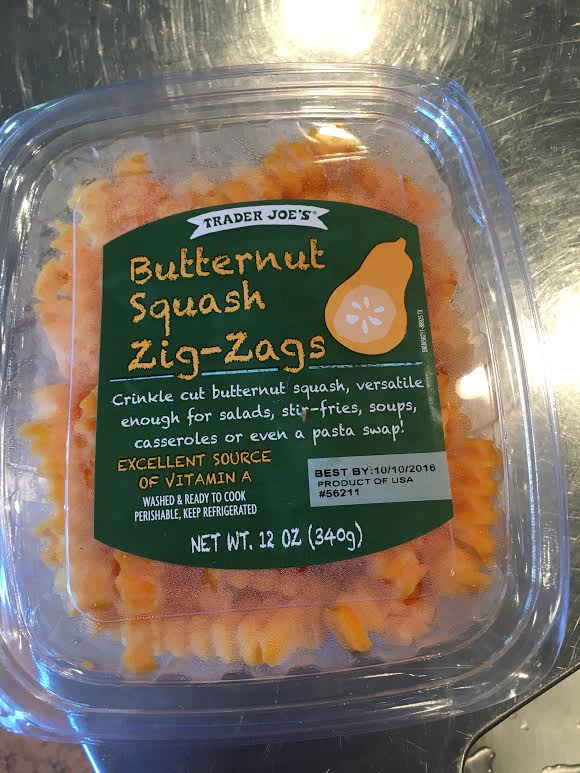 TRADER JOE'S®
Butternut
Squash
Zig-Zags
Crinkle cut butternut squash, versatile
enough for salads, stir-fries, soups,
casseroles or even a pasta swap!
EXCELLENT SOURCE
OF VITAMIN A
WASHED & READY TO COOK
PERISHABLE, KEEP REFRIGERATED
BEST BY:10/10/2016
PRODUCT OF USA
#56211
NET WT. 12 OZ (340g)